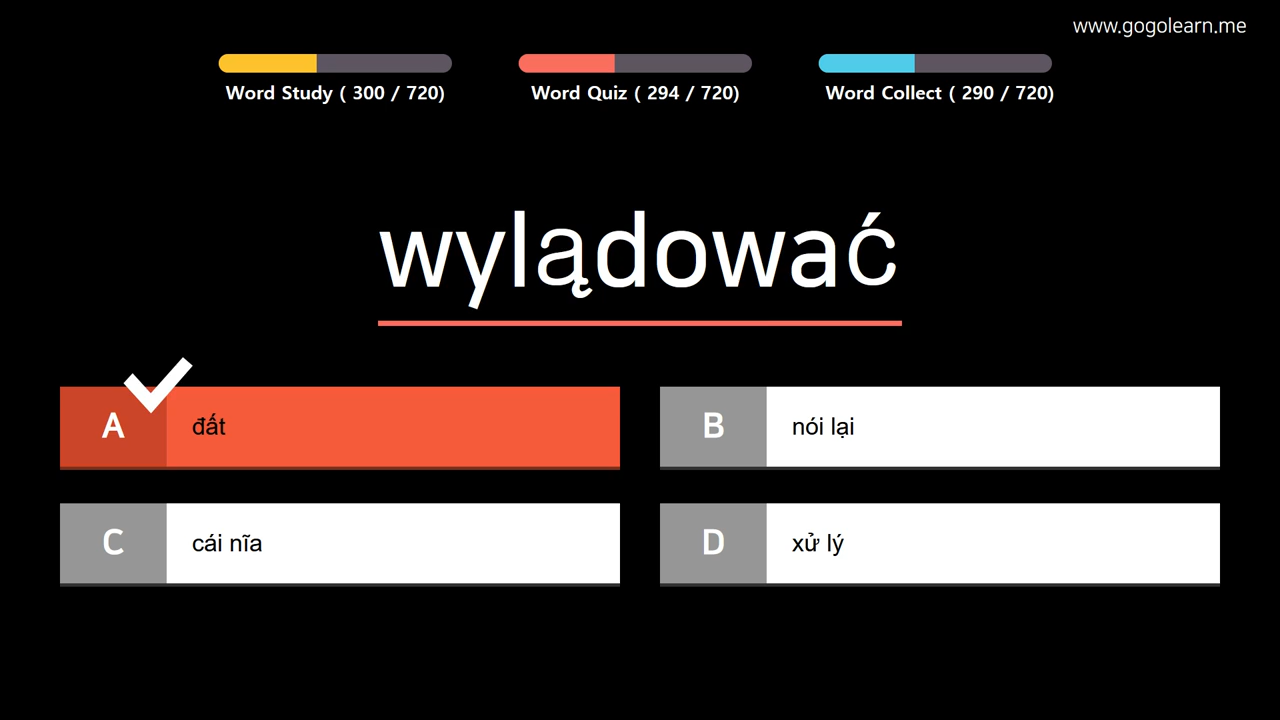 www.gogolearn.me
Word Study ( 300 / 720)
Word Quiz ( 294 / 720)
Word Collect ( 290 / 720)
wylądować
A
đất
B
nói lại
C
cái nĩa
D
xử lý